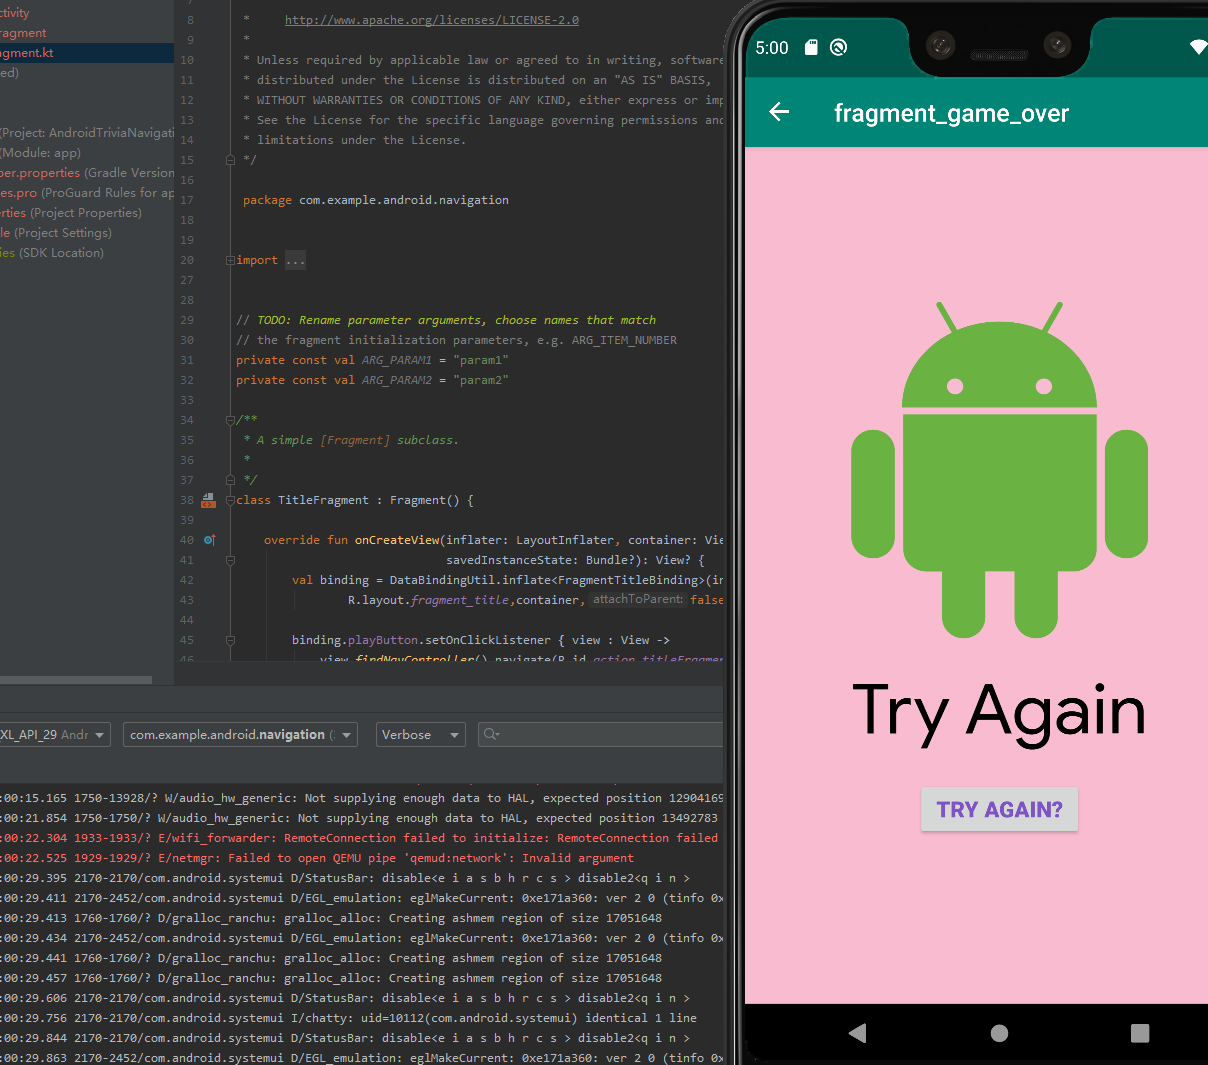 ctivity
ragment
gment.kt
ed)
(Project: AndroidTriviaNavigati
(Module: app)
per.properties (Gradle Version
es.pro (ProGuard Rules for ap
rties (Project Properties)
le (Project Settings)
ies (SDK Location)
8 * http://www.apache.org/licenses/LICENSE-2.0
9 *
10 * Unless required by applicable law or agreed to in writing, software
11 * distributed under the License is distributed on an "AS IS" BASIS,
12 * WITHOUT WARRANTIES OR CONDITIONS OF ANY KIND, either express or imp
13 * See the License for the specific language governing permissions and
14 * limitations under the License.
15 */
16
17 package com.example.android.navigation
18
19
20 import ...
27
28
29 // TODO: Rename parameter arguments, choose names that match
30 // the fragment initialization parameters, e.g. ARG_ITEM_NUMBER
31 private const val ARG_PARAM1 = "param1"
32 private const val ARG_PARAM2 = "param2"
33
34 /**
35 * A simple [Fragment] subclass.
36 *
37 */
38 class TitleFragment : Fragment() {
39
40 override fun onCreateView(inflater: LayoutInflater, container: Vie
41 savedInstanceState: Bundle?): View? {
42 val binding = DataBindingUtil.inflate<FragmentTitleBinding>(in
43 R.layout.fragment_title,container, attachToParent: false
44
45 binding.playButton.setOnClickListener { view : View ->
46 view.findNavController().navigate(R.id.action_titleFragmen
XL_API_29 Andr
com.example.android.navigation (
Verbose
:00:15.165 1750-13928/? W/audio_hw_generic: Not supplying enough data to HAL, expected position 12904169
:00:21.854 1750-1750/? W/audio_hw_generic: Not supplying enough data to HAL, expected position 13492783
:00:22.304 1933-1933/? E/wifi_forwarder: RemoteConnection failed to initialize: RemoteConnection failed
:00:22.525 1929-1929/? E/netmgr: Failed to open QEMU pipe 'qemud:network': Invalid argument
:00:29.395 2170-2170/com.android.systemui D/StatusBar: disable<e i a s b h r c s > disable2<q i n >
:00:29.411 2170-2452/com.android.systemui D/EGL_emulation: eglMakeCurrent: 0xe171a360: ver 2 0 (tinfo 0x
:00:29.413 1760-1760/? D/gralloc_ranchu: gralloc_alloc: Creating ashmem region of size 17051648
:00:29.434 2170-2452/com.android.systemui D/EGL_emulation: eglMakeCurrent: 0xe171a360: ver 2 0 (tinfo 0x
:00:29.441 1760-1760/? D/gralloc_ranchu: gralloc_alloc: Creating ashmem region of size 17051648
:00:29.457 1760-1760/? D/gralloc_ranchu: gralloc_alloc: Creating ashmem region of size 17051648
:00:29.606 2170-2170/com.android.systemui D/StatusBar: disable<e i a s b h r c s > disable2<q i n >
:00:29.756 2170-2170/com.android.systemui I/chatty: uid=10112(com.android.systemui) identical 1 line
:00:29.844 2170-2170/com.android.systemui D/StatusBar: disable<e i a s b h r c s > disable2<q i n >
:00:29.863 2170-2452/com.android.systemui D/EGL_emulation: eglMakeCurrent: 0xe171a360: ver 2 0 (tinfo 0x
5:00
fragment_game_over
Try Again
TRY AGAIN?